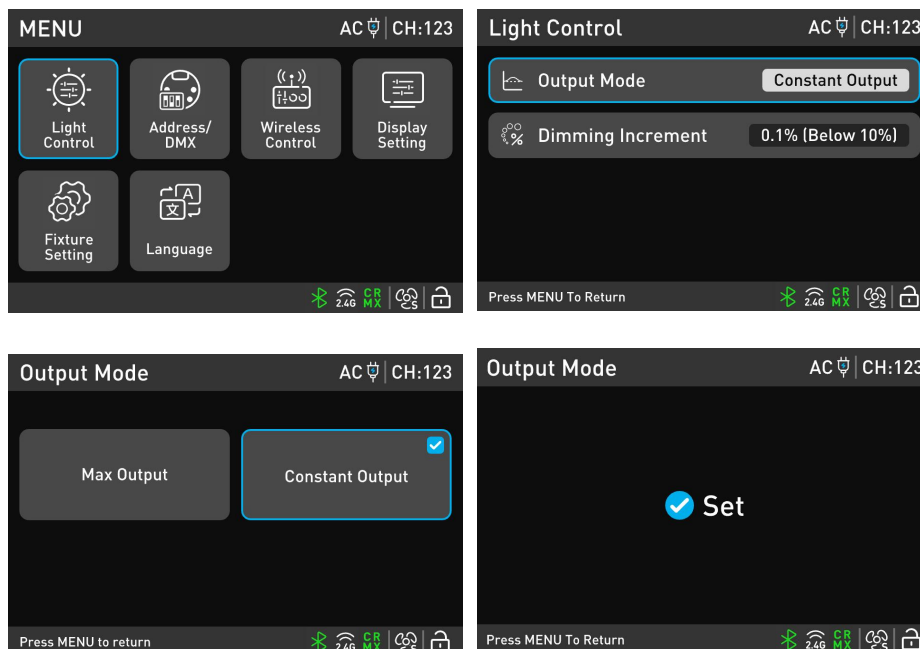 MENU
AC CH:123
Light
Control
Address/
DMX
Wireless
Control
Display
Setting
Fixture
Setting
A
文
Language
2.4G
CR
MX
S
Light Control
AC CH:123
Output Mode
Constant Output
Dimming Increment
0.1% (Below 10%)
Press MENU To Return
2.4G
CR
MX
S
Output Mode
AC CH:123
Max Output
Constant Output
Press MENU to return
2.4G
CR
MX
S
Output Mode
AC CH:123
Set
Press MENU To Return
2.4G
CR
MX
S